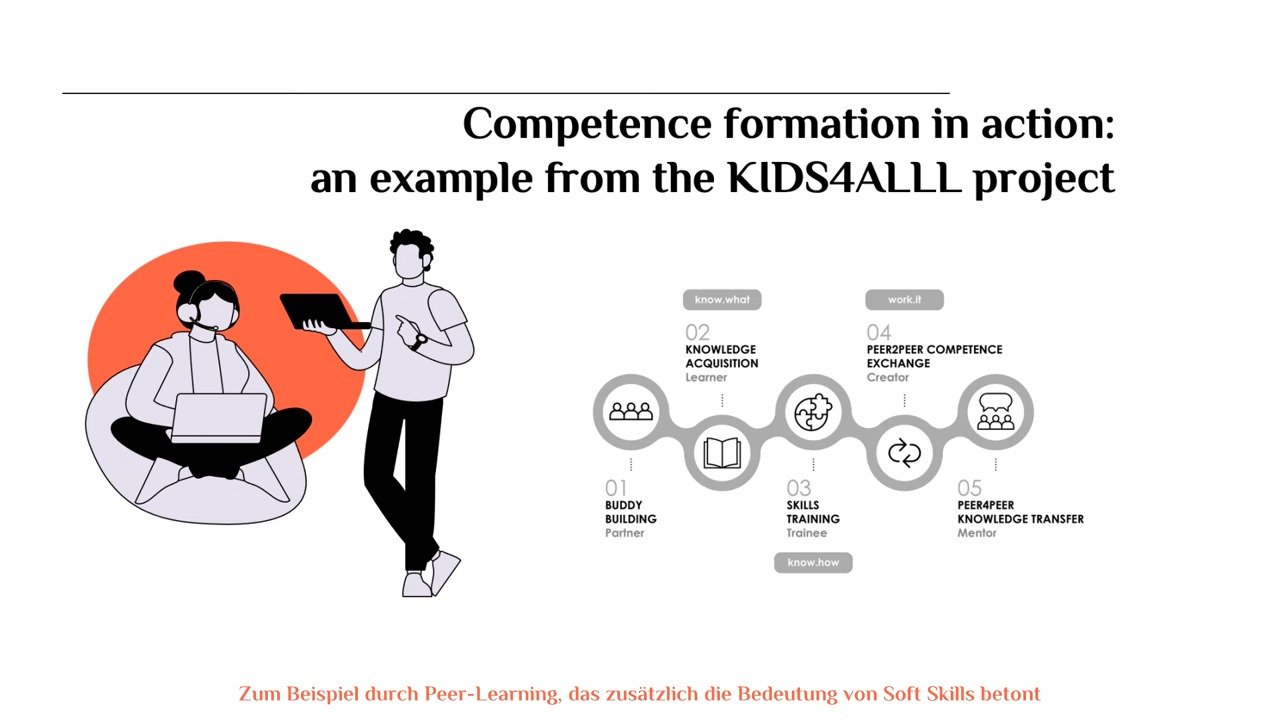 Competence formation in action:
an example from the KIDS4ALLL project
know.what
work.it
02
KNOWLEDGE
ACQUISITION
Learner
04
PEER2PEER COMPETENCE
EXCHANGE
Creator
01
BUDDY
BUILDING
Partner
03
SKILLS
TRAINING
Trainee
05
PEER4PEER
KNOWLEDGE TRANSFER
Mentor
know.how
Zum Beispiel durch Peer-Learning, das zusätzlich die Bedeutung von Soft Skills betont